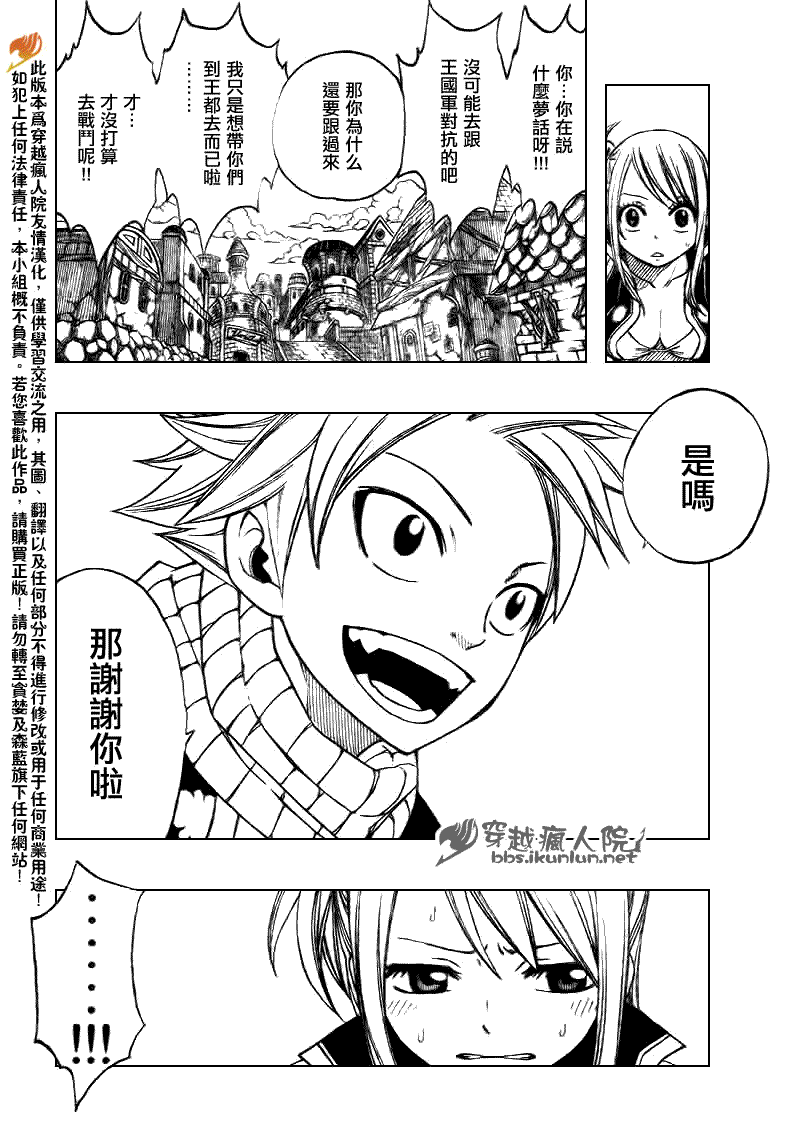 你…你在說
什麼夢話呀!!!
沒可能去跟
王國軍對抗的吧
那你為什么
還要跟過來
我只是想帶你們
到王都去而已啦
………
才…
才沒打算
去戰鬥呢!!
是嗎
那謝謝你啦
………!!!
穿越瘋人院
bbs.ikunlun.net
此版本爲穿越瘋人院友情漢化，僅供學習交流之用，其圖、翻譯以及任何部分不得進行修改或用于任何商業用途！
如犯上任何法律責任，本小組概不負責。若您喜歡此作品，請購買正版！請勿轉至貪婪及森藍旗下任何網站！